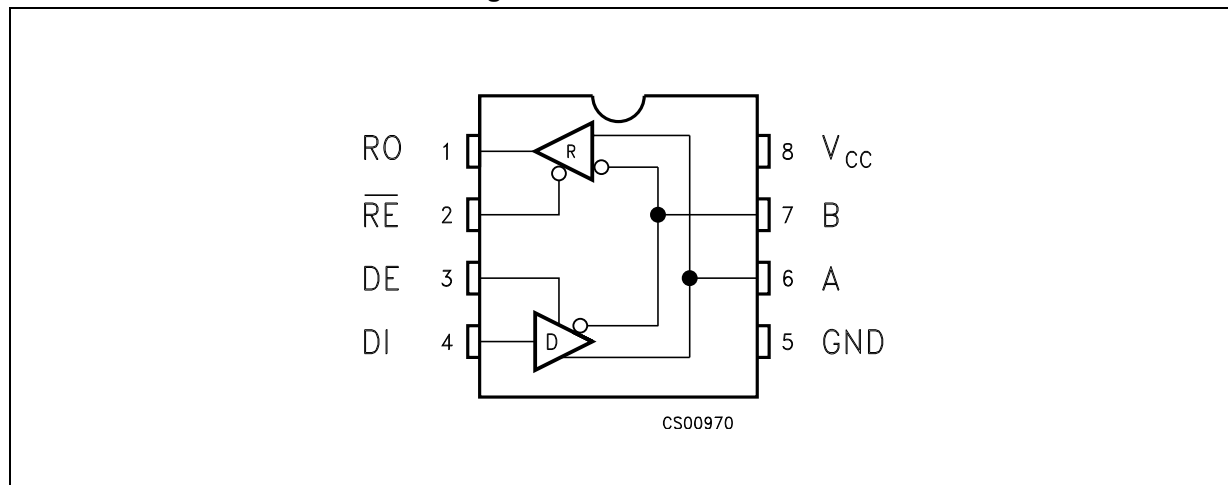 RO 1 R 8 VCC
RE 2 7 B
DE 3 6 A
DI 4 D 5 GND
CS00970